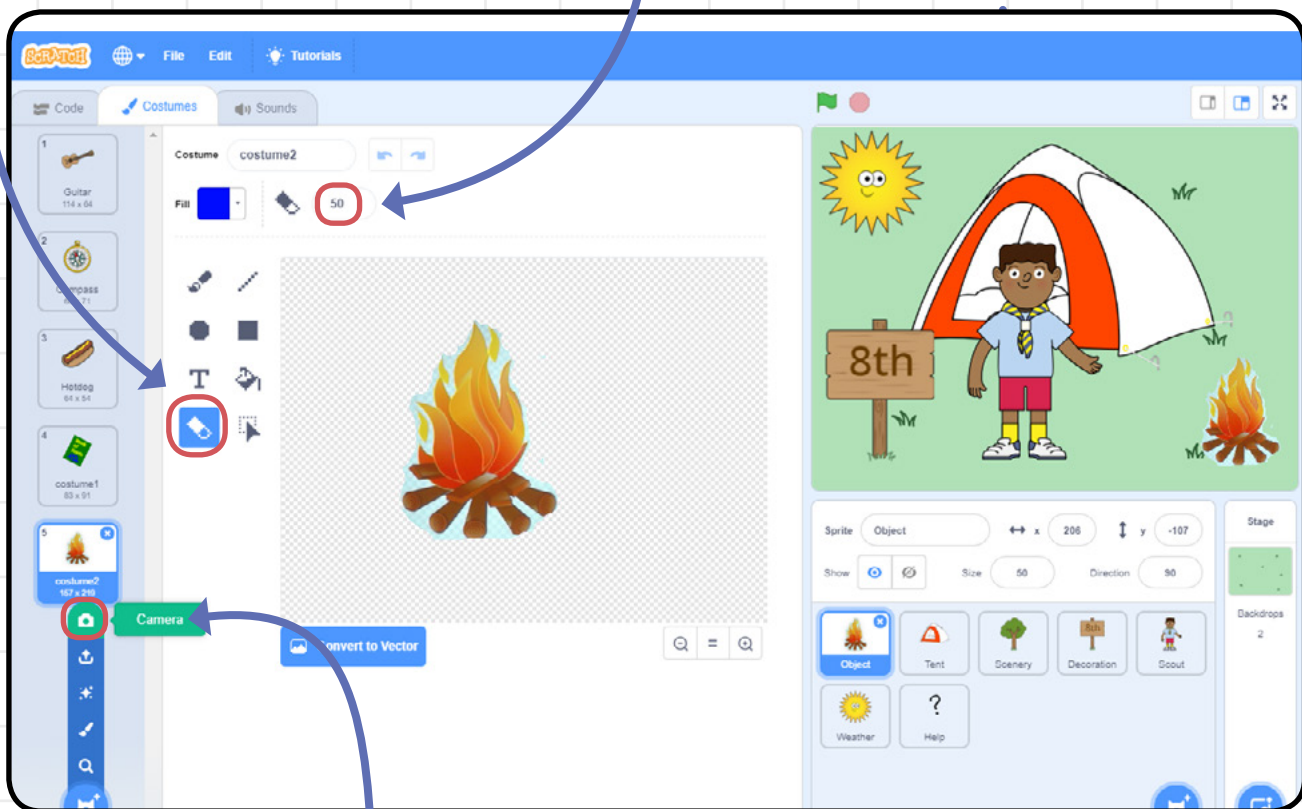 SCRATCH File Edit Tutorials
Code Costumes Sounds
1
Guitar
114 x 64
2
Compass
3
Hotdog
64 x 54
4
costume1
83 x 91
5
costume2
Camera
Costume costume2
Fill 50
T
Convert to Vector
8th
Sprite Object x 206 y -107
Show Size 50 Direction 90
Object Tent Scenery Decoration Scout
8th
Weather Help
?
Stage
Backdrops
2